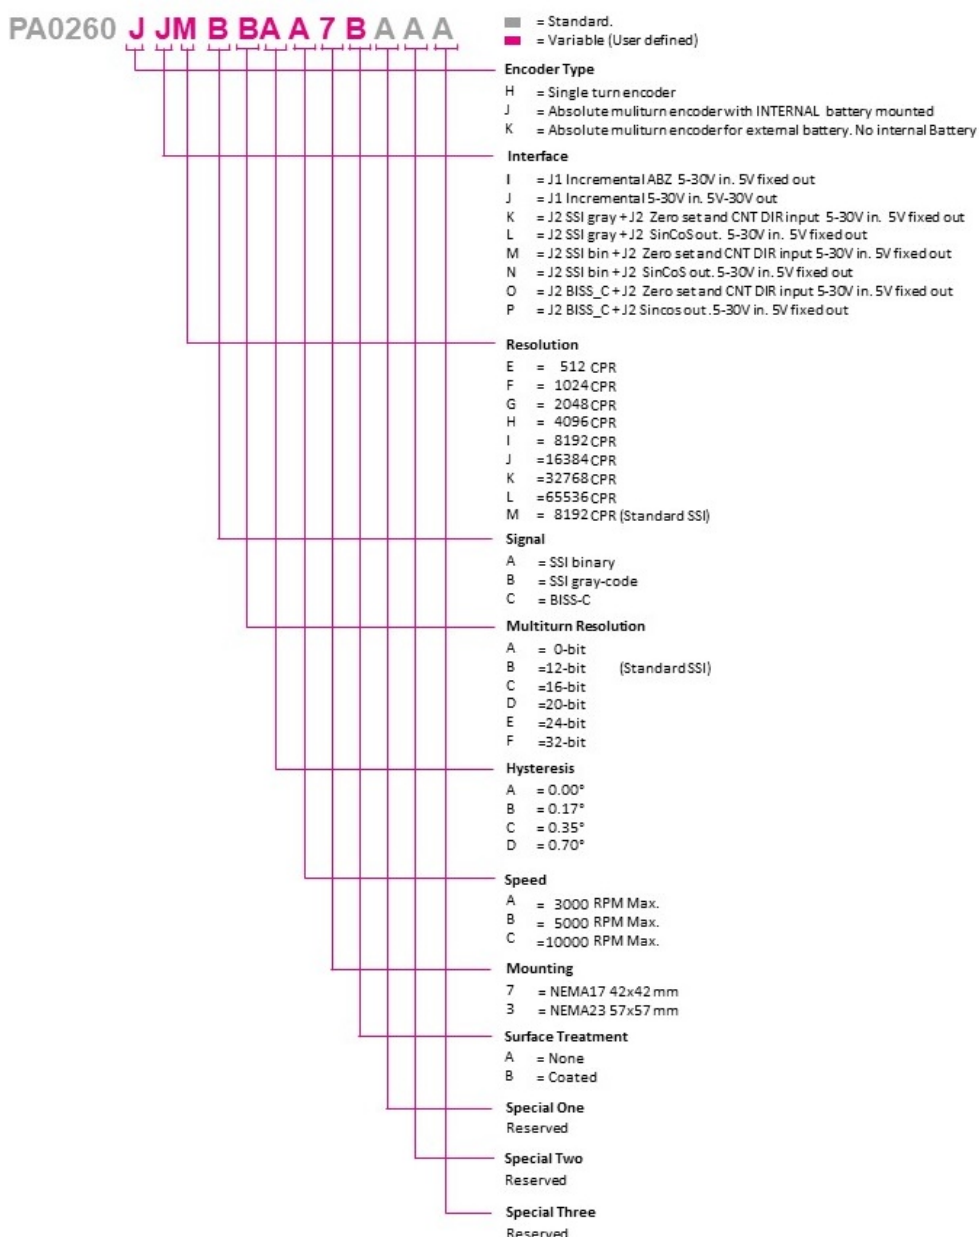 PA0260 J JM B BA A 7 B A A A
= Standard.
= Variable (User defined)
Encoder Type
H = Single turn encoder
J = Absolute muliturn encoder with INTERNAL battery mounted
K = Absolute muliturn encoder for external battery. No internal Battery
Interface
I = J1 Incremental ABZ 5-30V in. 5V fixed out
J = J1 Incremental 5-30V in. 5V-30V out
K = J2 SSI gray + J2 Zero set and CNT DIR input 5-30V in. 5V fixed out
L = J2 SSI gray + J2 SinCoS out. 5-30V in. 5V fixed out
M = J2 SSI bin + J2 Zero set and CNT DIR input 5-30V in. 5V fixed out
N = J2 SSI bin + J2 SinCoS out. 5-30V in. 5V fixed out
O = J2 BISS_C + J2 Zero set and CNT DIR input 5-30V in. 5V fixed out
P = J2 BISS_C + J2 Sincos out. 5-30V in. 5V fixed out
Resolution
E = 512 CPR
F = 1024 CPR
G = 2048 CPR
H = 4096 CPR
I = 8192 CPR
J =16384 CPR
K =32768 CPR
L =65536 CPR
M = 8192 CPR (Standard SSI)
Signal
A = SSI binary
B = SSI gray-code
C = BISS-C
Multiturn Resolution
A = 0-bit
B =12-bit (Standard SSI)
C =16-bit
D =20-bit
E =24-bit
F =32-bit
Hysteresis
A = 0.00°
B = 0.17°
C = 0.35°
D = 0.70°
Speed
A = 3000 RPM Max.
B = 5000 RPM Max.
C =10000 RPM Max.
Mounting
7 = NEMA17 42x42 mm
3 = NEMA23 57x57 mm
Surface Treatment
A = None
B = Coated
Special One
Reserved
Special Two
Reserved
Special Three
Reserved